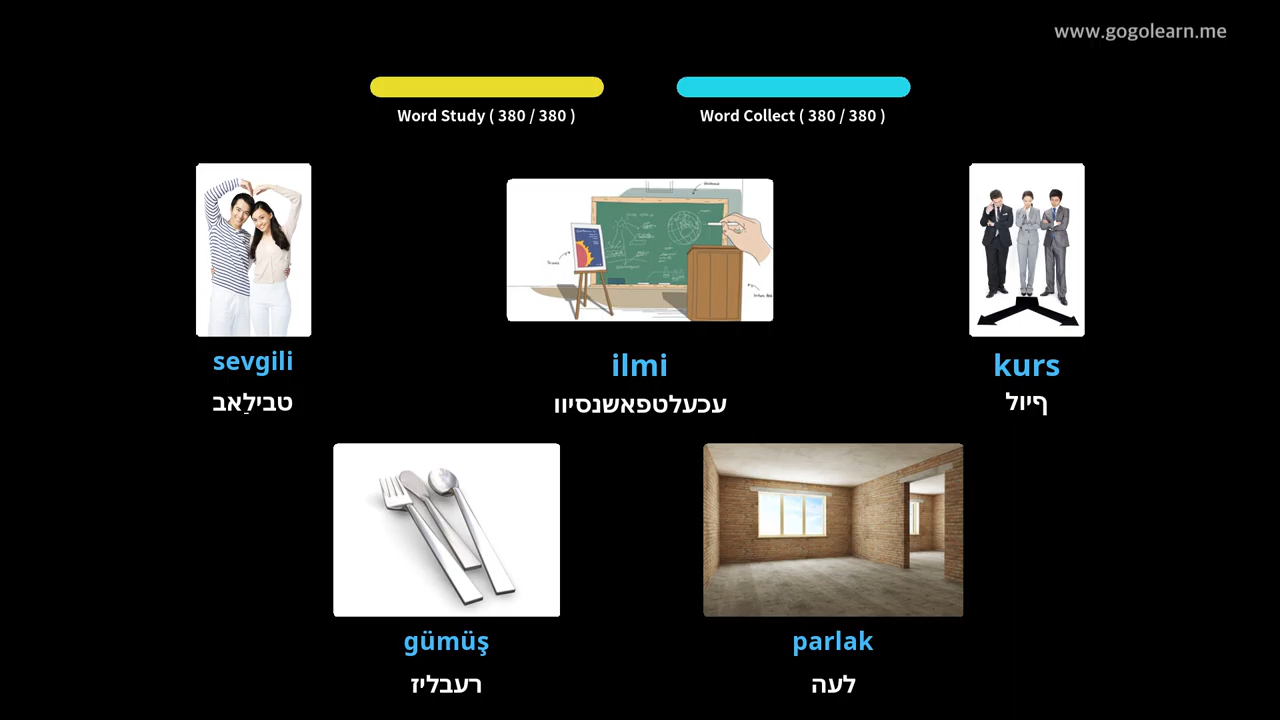 www.gogolearn.me
Word Study ( 380 / 380 )
Word Collect ( 380 / 380 )
sevgili
טבילַאב
ilmi
עכעלטפאשנסיוו
kurs
ףיול
gümüş
רעבליז
parlak
לעה